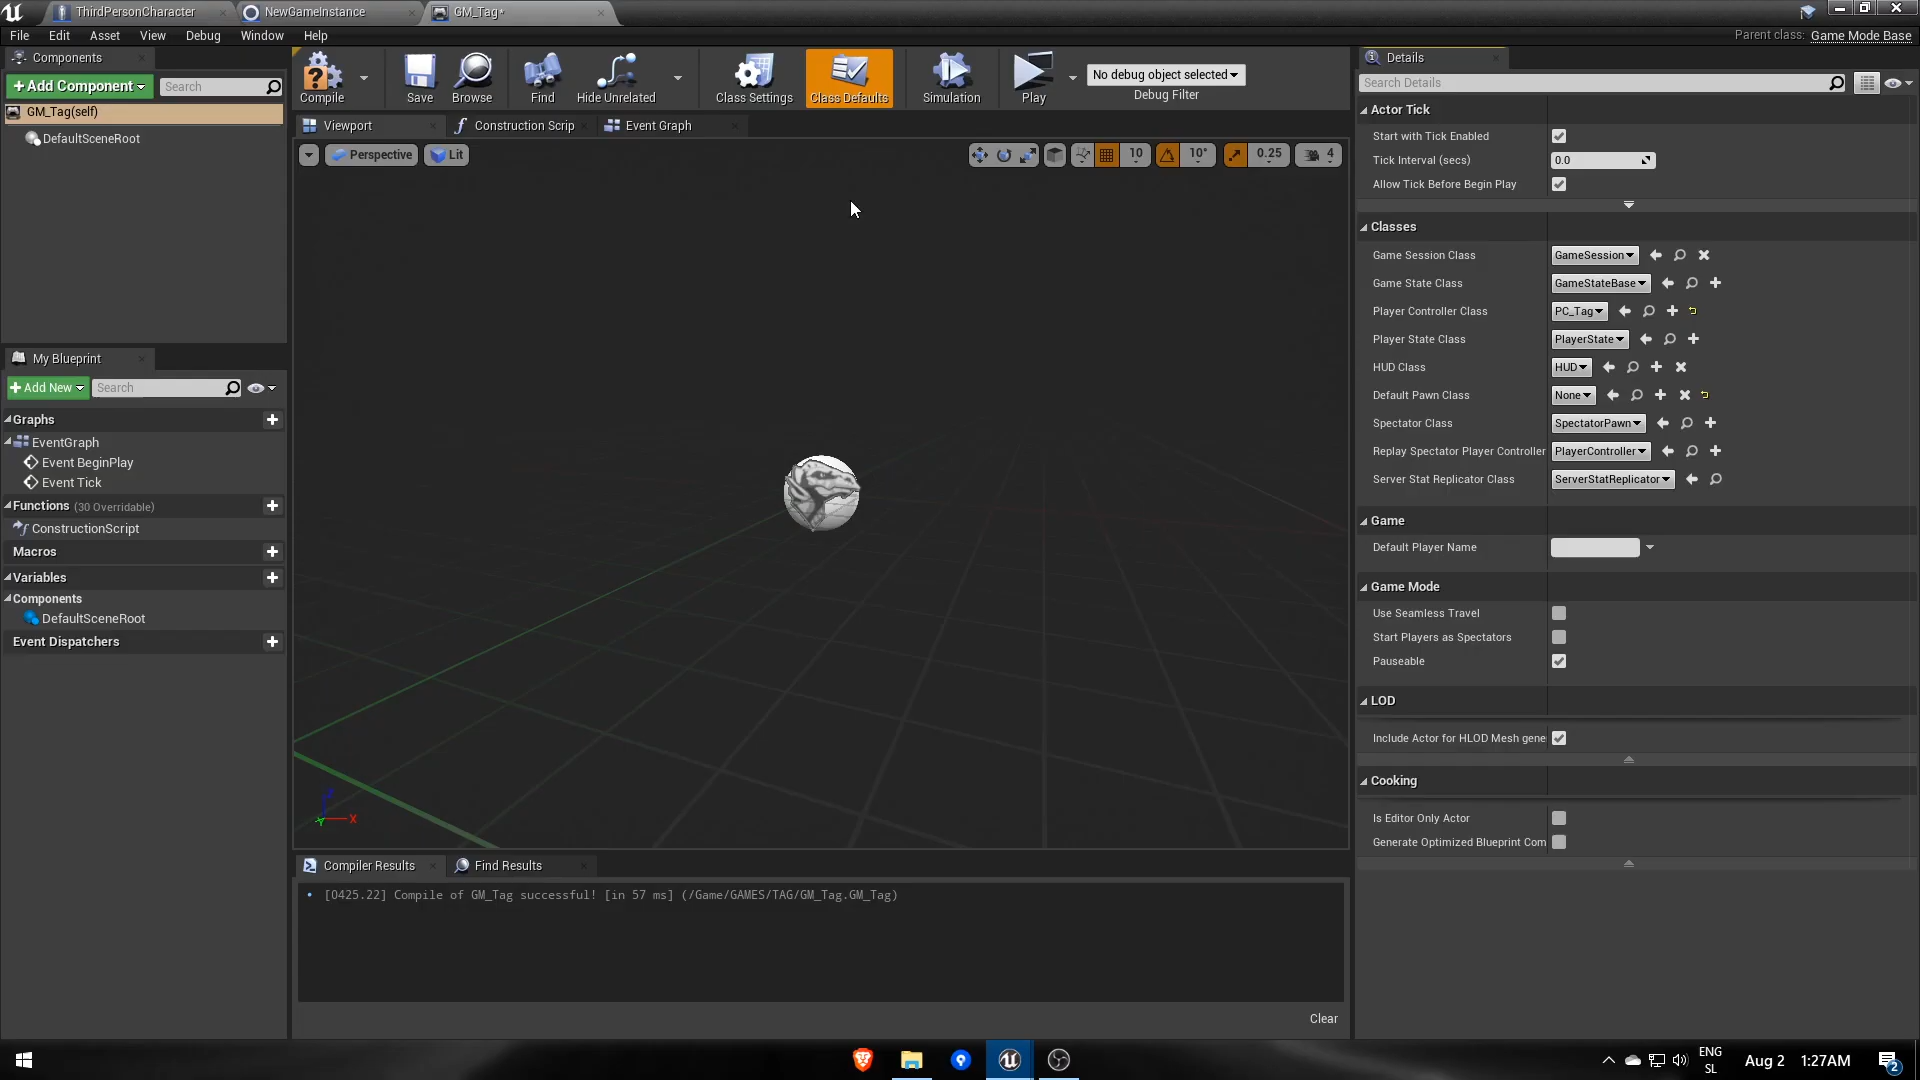 ThirdPersonCharacter
NewGameInstance
GM_Tag*
File Edit Asset View Debug Window Help
Parent class: Game Mode Base
Components
+Add Component
Search
GM_Tag(self)
DefaultSceneRoot
Compile
Save
Browse
Find
Hide Unrelated
Class Settings
Class Defaults
Simulation
Play
No debug object selected
Debug Filter
Viewport
Construction Scrip
Event Graph
Perspective
Lit
10
10°
0.25
4
My Blueprint
+Add New
Search
Graphs
EventGraph
Event BeginPlay
Event Tick
Functions (30 Overridable)
ConstructionScript
Macros
Variables
Components
DefaultSceneRoot
Event Dispatchers
Z
X
Y
Compiler Results
Find Results
• [0425.22] Compile of GM_Tag successful! [in 57 ms] (/Game/GAMES/TAG/GM_Tag.GM_Tag)
Clear
Details
Search Details
Actor Tick
Start with Tick Enabled
Tick Interval (secs) 0.0
Allow Tick Before Begin Play
Classes
Game Session Class GameSession
Game State Class GameStateBase
Player Controller Class PC_Tag
Player State Class PlayerState
HUD Class HUD
Default Pawn Class None
Spectator Class SpectatorPawn
Replay Spectator Player Controller PlayerController
Server Stat Replicator Class ServerStatReplicator
Game
Default Player Name
Game Mode
Use Seamless Travel
Start Players as Spectators
Pauseable
LOD
Include Actor for HLOD Mesh gene
Cooking
Is Editor Only Actor
Generate Optimized Blueprint Com
ENG
SL
Aug 2 1:27AM
2